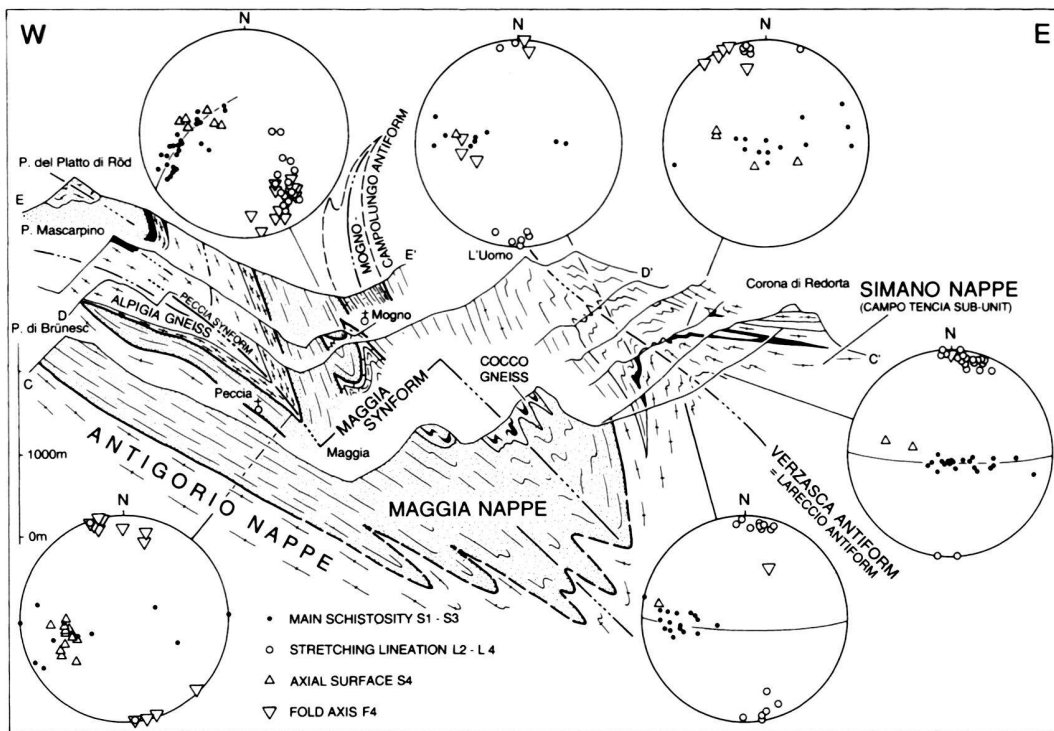 W
E
N
N
N
P. del Platto di Rōd
E
P. Mascarpino
MOGNO
CAMPOLUNGO ANTIFORM
E'
L'Uomo
D'
Corona di Redorta
SIMANO NAPPE
(CAMPO TENCIA SUB-UNIT)
D
PECCIA SYNFORM
ALPIGIA GNEISS
Mogno
P. di Brünesc
C
C'
N
Peccia
MAGGIA
SYNFORM
COCCO
GNEISS
Maggia
1000m
ANTIGORIO NAPPE
MAGGIA NAPPE
VERZASCA ANTIFORM
= LARECCIO ANTIFORM
0m
N
N
MAIN SCHISTOSITY S1 - S3
STRETCHING LINEATION L2 - L4
AXIAL SURFACE S4
FOLD AXIS F4